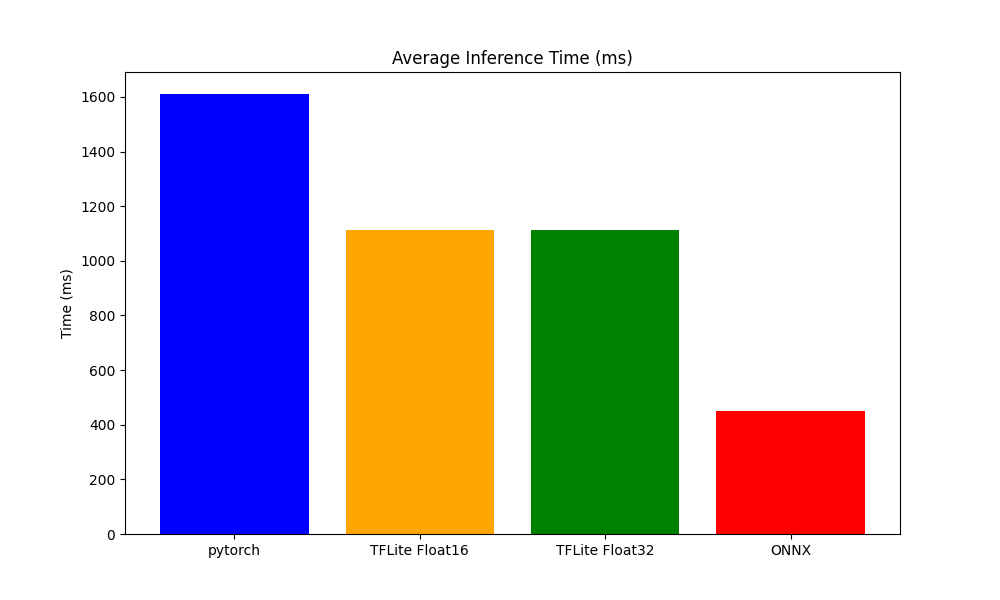 Average Inference Time (ms)
Time (ms)
1600
1400
1200
1000
800
600
400
200
0
pytorch
TFLite Float16
TFLite Float32
ONNX